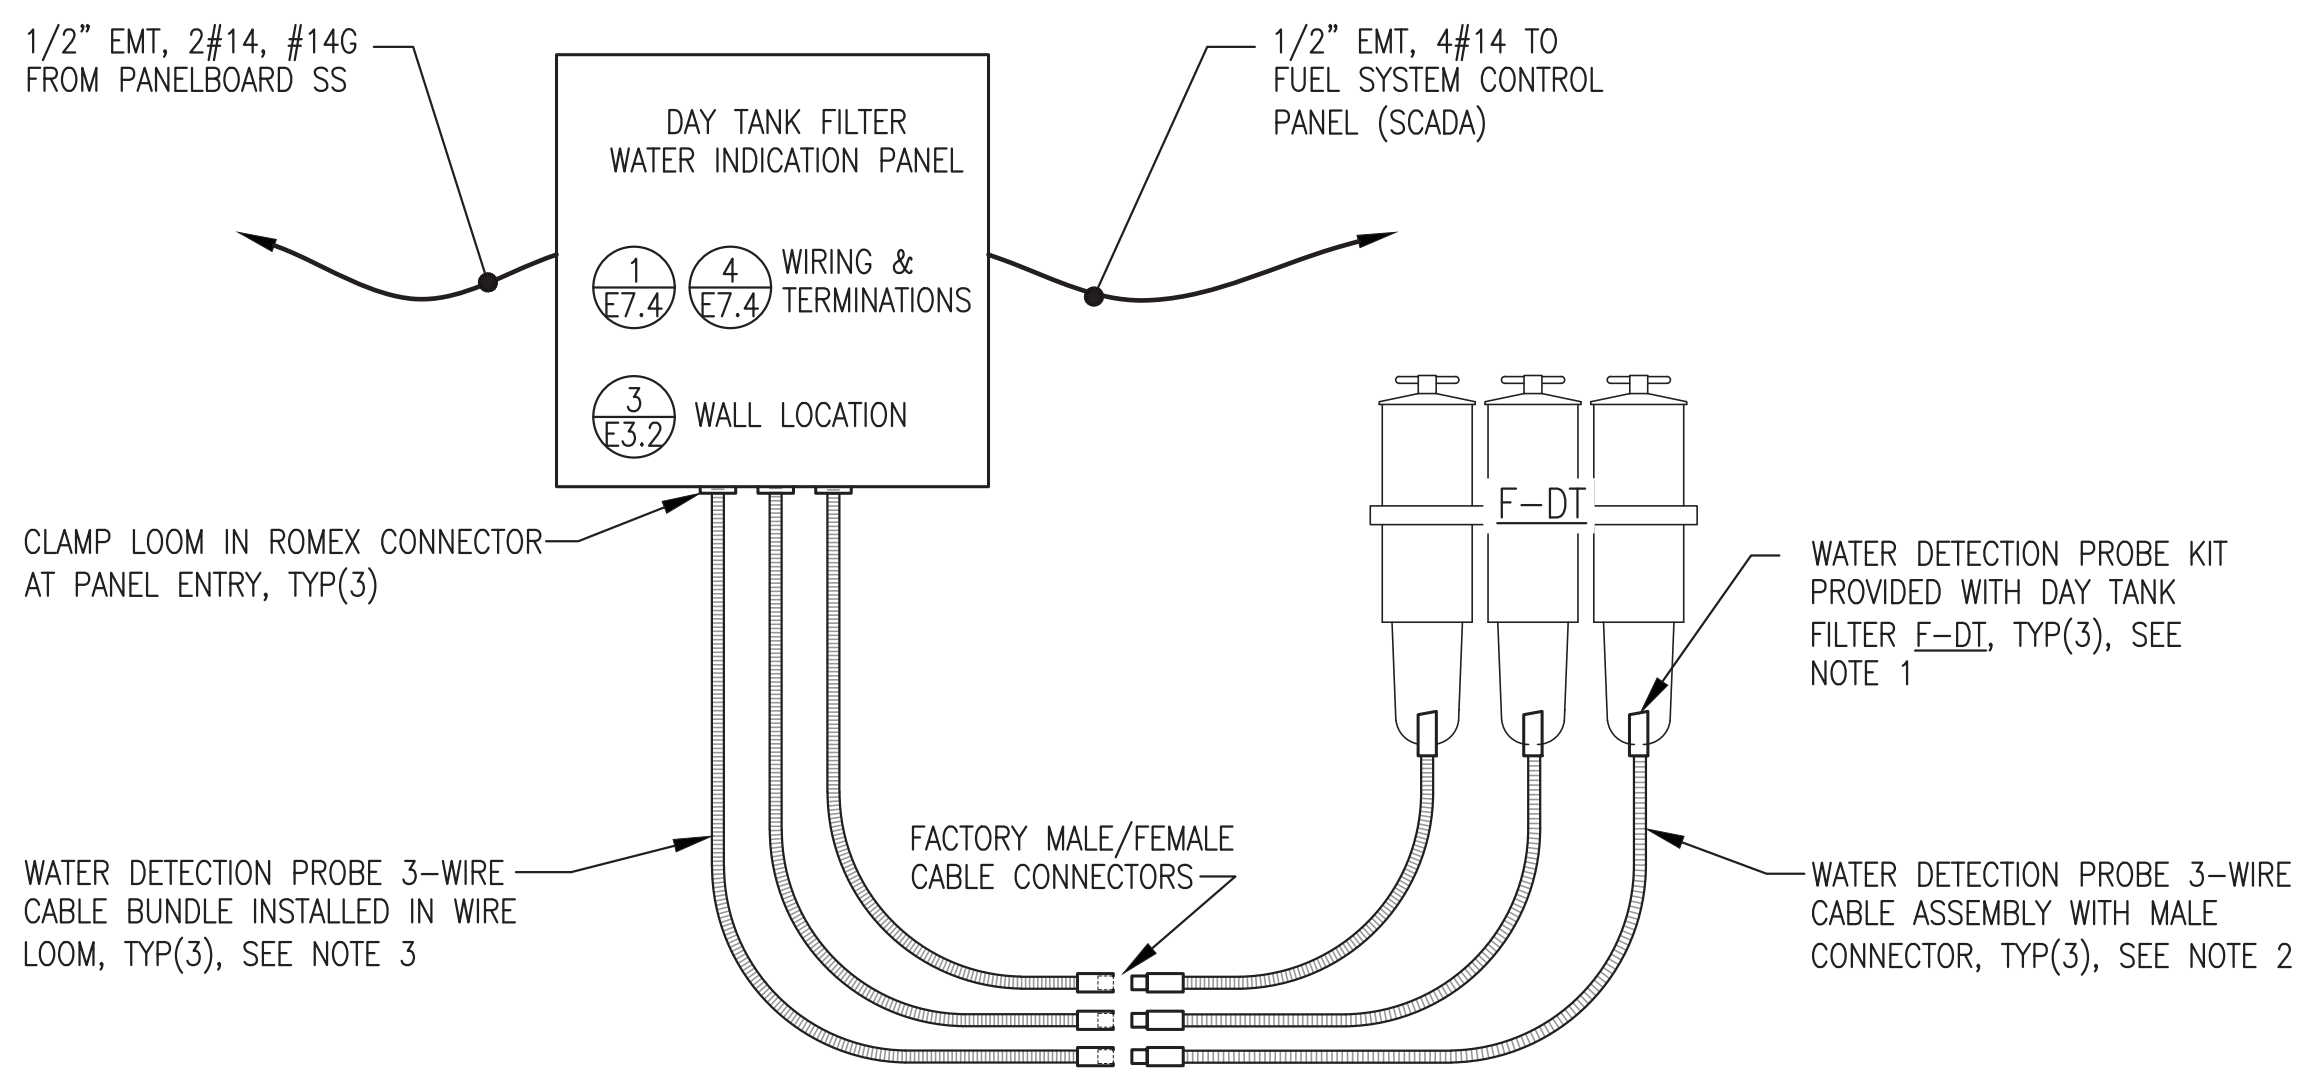 1/2” EMT, 2#14, #14G
FROM PANELBOARD SS
1/2” EMT, 4#14 TO
FUEL SYSTEM CONTROL
PANEL (SCADA)
DAY TANK FILTER
WATER INDICATION PANEL
1
E7.4
4
E7.4
WIRING &
TERMINATIONS
3
E3.2
WALL LOCATION
F-DT
CLAMP LOOM IN ROMEX CONNECTOR
AT PANEL ENTRY, TYP(3)
WATER DETECTION PROBE KIT
PROVIDED WITH DAY TANK
FILTER F-DT, TYP(3), SEE
NOTE 1
FACTORY MALE/FEMALE
CABLE CONNECTORS
WATER DETECTION PROBE 3-WIRE
CABLE BUNDLE INSTALLED IN WIRE
LOOM, TYP(3), SEE NOTE 3
WATER DETECTION PROBE 3-WIRE
CABLE ASSEMBLY WITH MALE
CONNECTOR, TYP(3), SEE NOTE 2